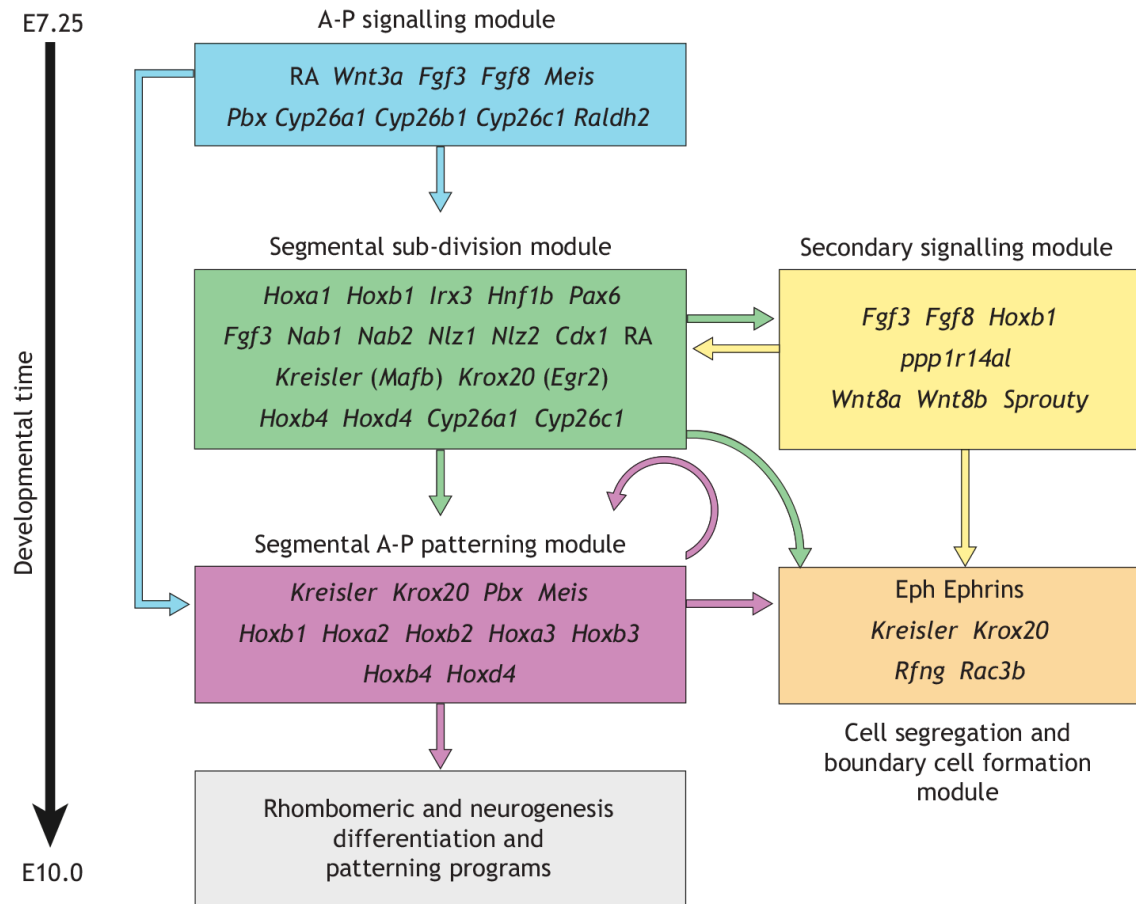 E7.25
A-P signalling module
RA Wnt3a Fgf3 Fgf8 Meis
Pbx Cyp26a1 Cyp26b1 Cyp26c1 Raldh2
Segmental sub-division module
Hoxa1 Hoxb1 Irx3 Hnf1b Pax6
Fgf3 Nab1 Nab2 Nlz1 Nlz2 Cdx1 RA
Kreisler (Mafb) Krox20 (Egr2)
Hoxb4 Hoxd4 Cyp26a1 Cyp26c1
Secondary signalling module
Fgf3 Fgf8 Hoxb1
ppp1r14al
Wnt8a Wnt8b Sprouty
Developmental time
Segmental A-P patterning module
Kreisler Krox20 Pbx Meis
Hoxb1 Hoxa2 Hoxb2 Hoxa3 Hoxb3
Hoxb4 Hoxd4
Eph Ephrins
Kreisler Krox20
Rfng Rac3b
Cell segregation and
boundary cell formation
module
Rhombomeric and neurogenesis
differentiation and
patterning programs
E10.0